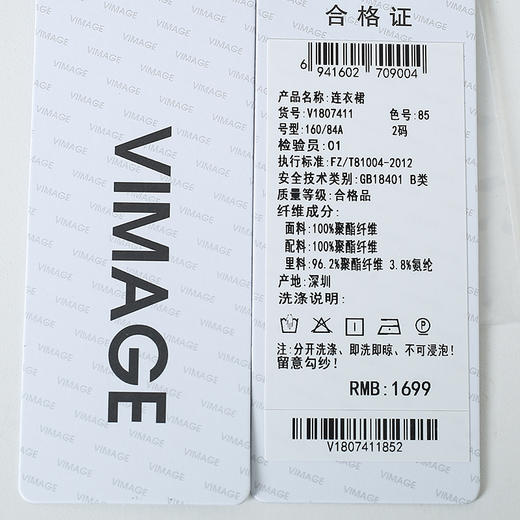 VIMAGE
合格证
6 941602 709004
产品名称:连衣裙
货号:V1807411 色号:85
号型:160/84A 2码
检验员:01
执行标准:FZ/T81004-2012
安全技术类别:GB18401 B类
质量等级:合格品
纤维成分:
面料:100%聚酯纤维
配料:100%聚酯纤维
里料:96.2%聚酯纤维 3.8%氨纶
产地:深圳
洗涤说明:
注:分开洗涤、即洗即晾、不可浸泡!
留意勾纱!
RMB:1699
V1807411852